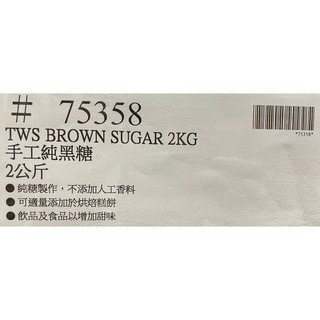 # 75358
*75358*
TWS BROWN SUGAR 2KG
手工純黑糖
2公斤
● 純糖製作，不添加人工香料
● 可適量添加於烘焙糕餅
● 飲品及食品以增加甜味